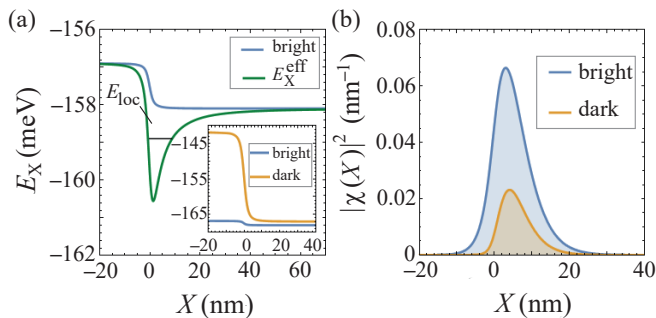 (a)
−156
−158
−160
−162
E_X (meV)
bright
E_X^eff
E_loc
−145
−155
−165
bright
dark
−20 0 20 40
−20 0 20 40 60
X (nm)
(b)
0.08
0.06
0.04
0.02
0
|χ(X)|² (nm⁻¹)
bright
dark
−20 0 20 40
X (nm)